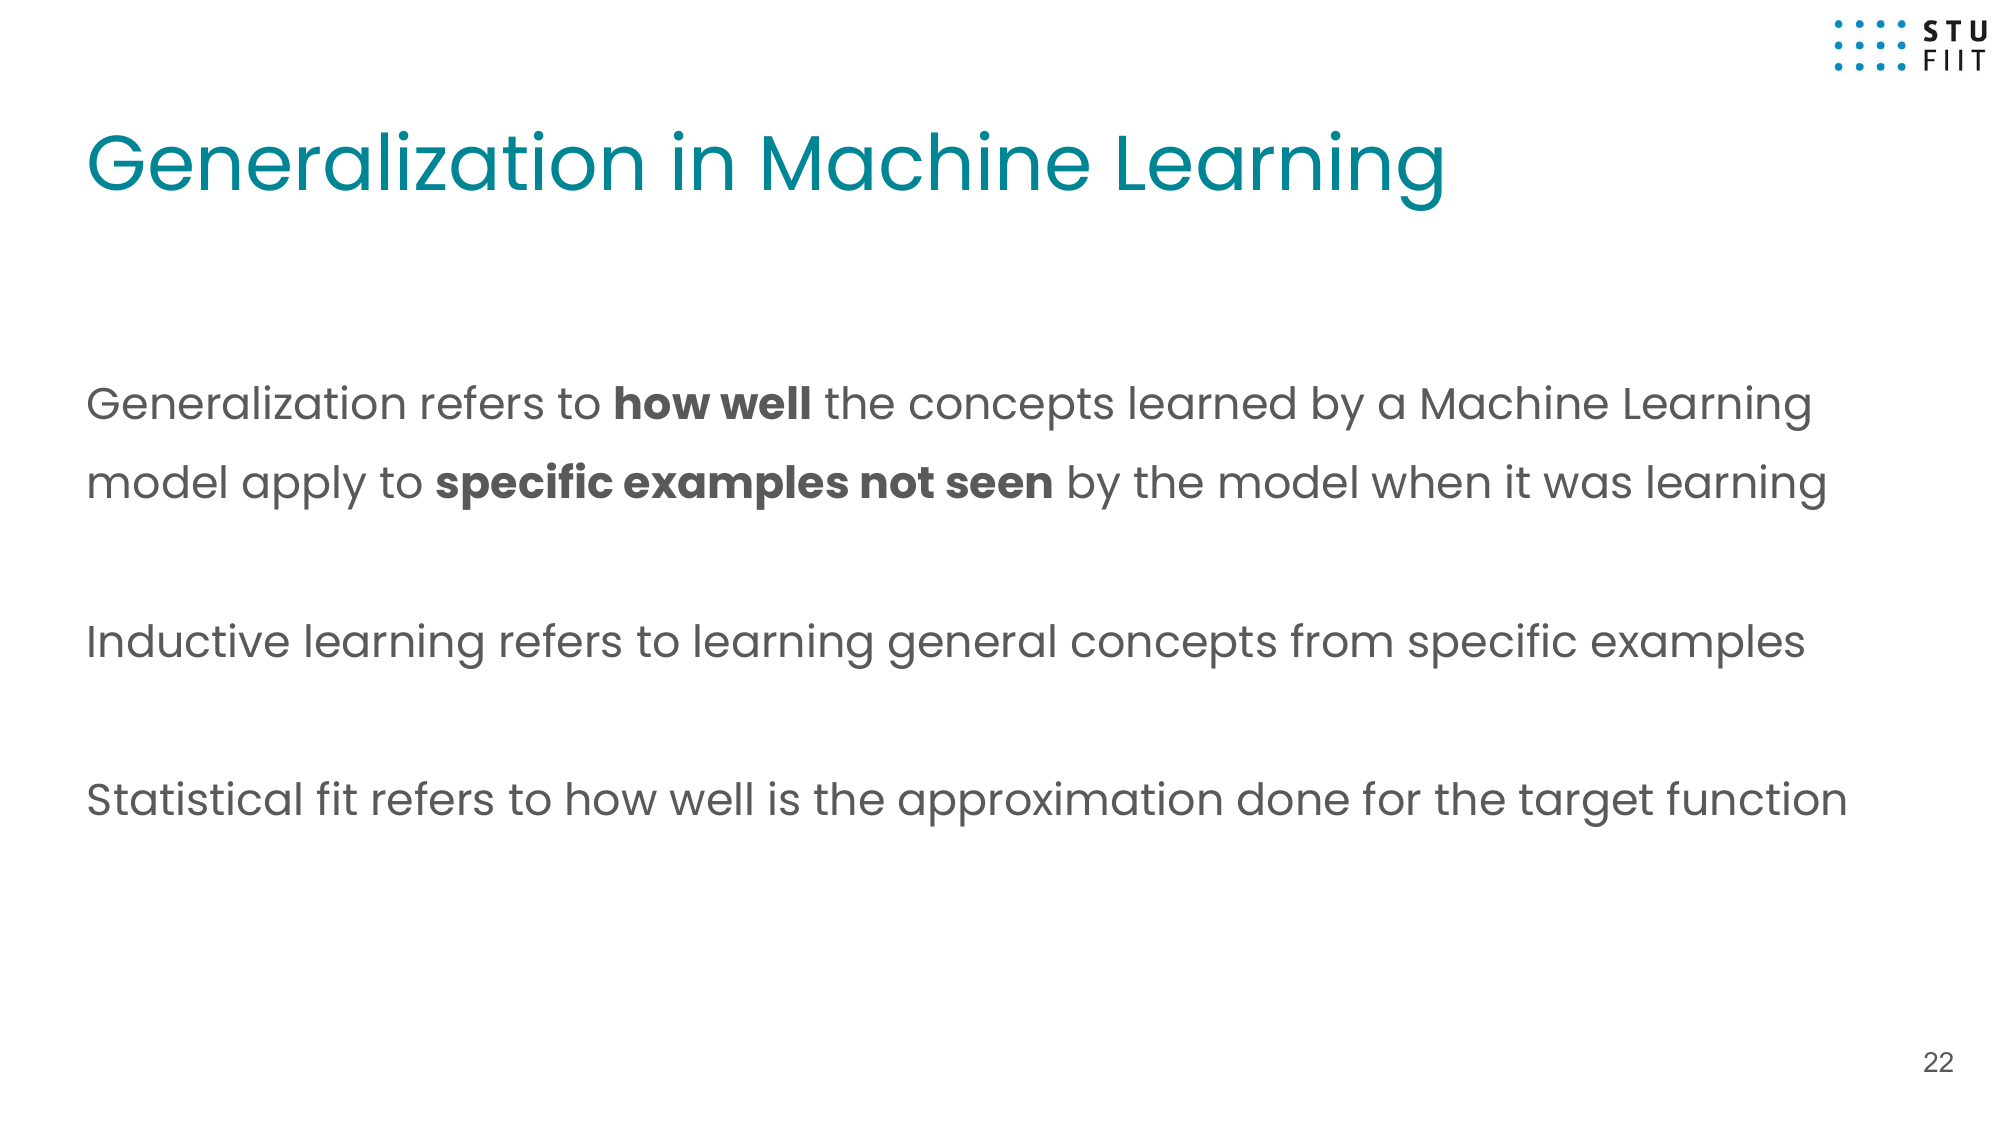 STU
FIIT
Generalization in Machine Learning
Generalization refers to how well the concepts learned by a Machine Learning
model apply to specific examples not seen by the model when it was learning
Inductive learning refers to learning general concepts from specific examples
Statistical fit refers to how well is the approximation done for the target function
22